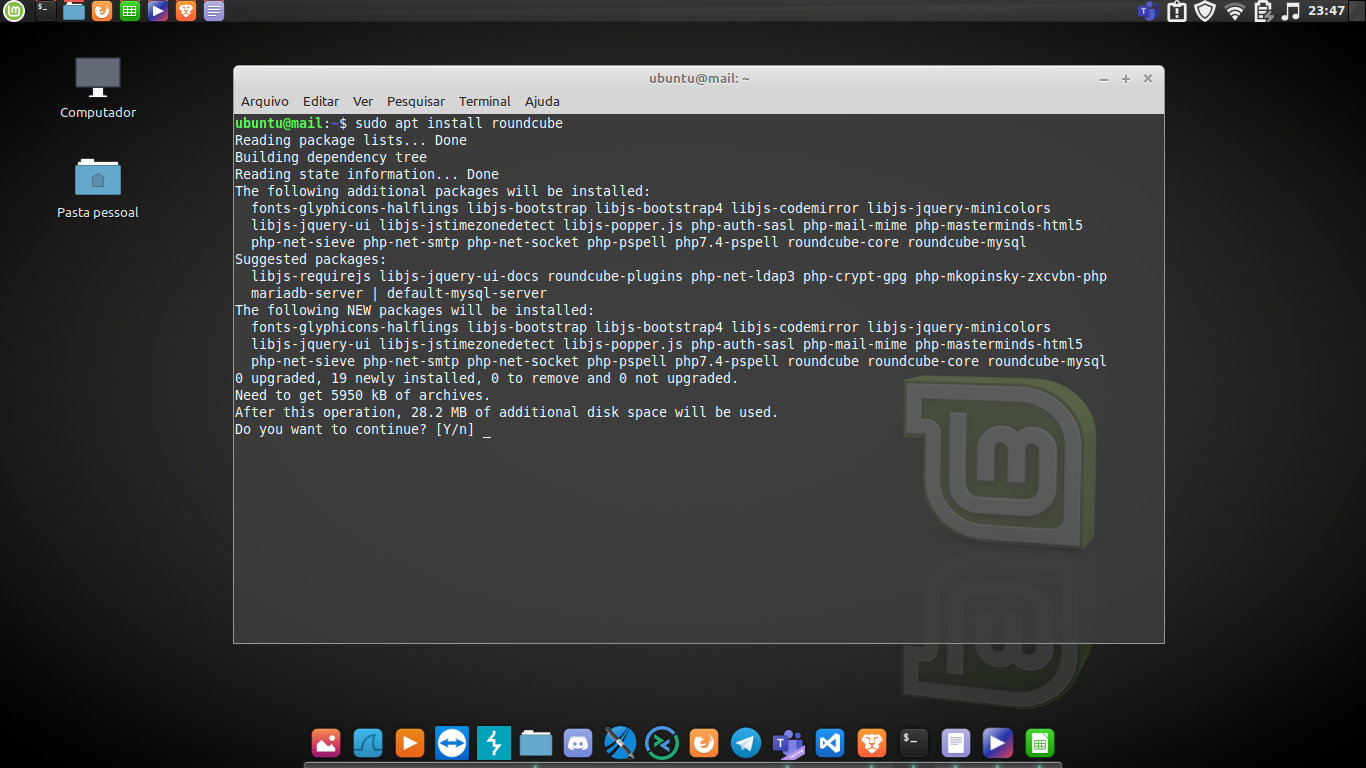 23:47
Computador
Pasta pessoal
ubuntu@mail: ~
Arquivo Editar Ver Pesquisar Terminal Ajuda
ubuntu@mail:~$ sudo apt install roundcube
Reading package lists... Done
Building dependency tree
Reading state information... Done
The following additional packages will be installed:
  fonts-glyphicons-halflings libjs-bootstrap libjs-bootstrap4 libjs-codemirror libjs-jquery-minicolors
  libjs-jquery-ui libjs-jstimezonedetect libjs-popper.js php-auth-sasl php-mail-mime php-masterminds-html5
  php-net-sieve php-net-smtp php-net-socket php-pspell php7.4-pspell roundcube-core roundcube-mysql
Suggested packages:
  libjs-requirejs libjs-jquery-ui-docs roundcube-plugins php-net-ldap3 php-crypt-gpg php-mkopinsky-zxcvbn-php
  mariadb-server | default-mysql-server
The following NEW packages will be installed:
  fonts-glyphicons-halflings libjs-bootstrap libjs-bootstrap4 libjs-codemirror libjs-jquery-minicolors
  libjs-jquery-ui libjs-jstimezonedetect libjs-popper.js php-auth-sasl php-mail-mime php-masterminds-html5
  php-net-sieve php-net-smtp php-net-socket php-pspell php7.4-pspell roundcube roundcube-core roundcube-mysql
0 upgraded, 19 newly installed, 0 to remove and 0 not upgraded.
Need to get 5950 kB of archives.
After this operation, 28.2 MB of additional disk space will be used.
Do you want to continue? [Y/n] _